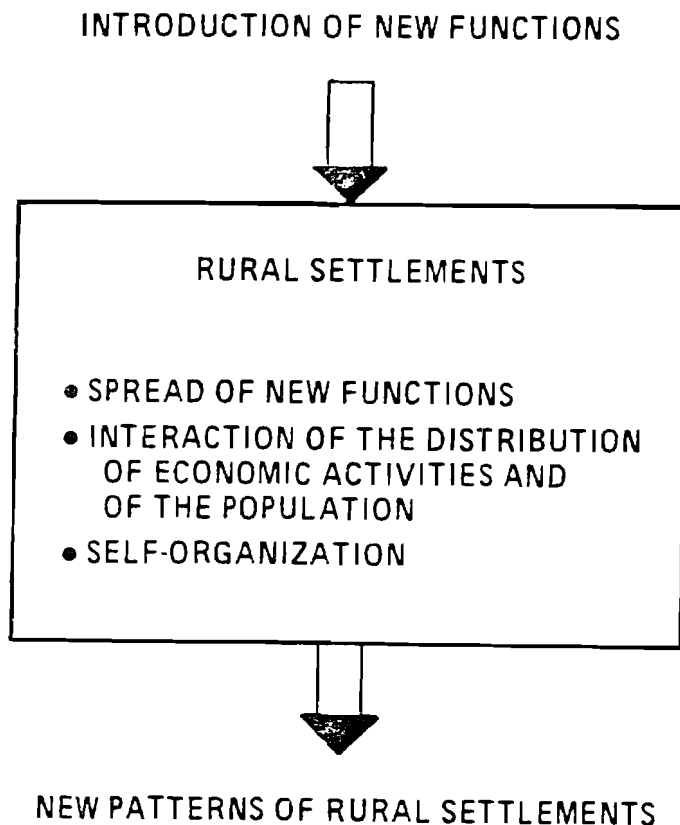 INTRODUCTION OF NEW FUNCTIONS
RURAL SETTLEMENTS
• SPREAD OF NEW FUNCTIONS
• INTERACTION OF THE DISTRIBUTION
OF ECONOMIC ACTIVITIES AND
OF THE POPULATION
• SELF-ORGANIZATION
NEW PATTERNS OF RURAL SETTLEMENTS